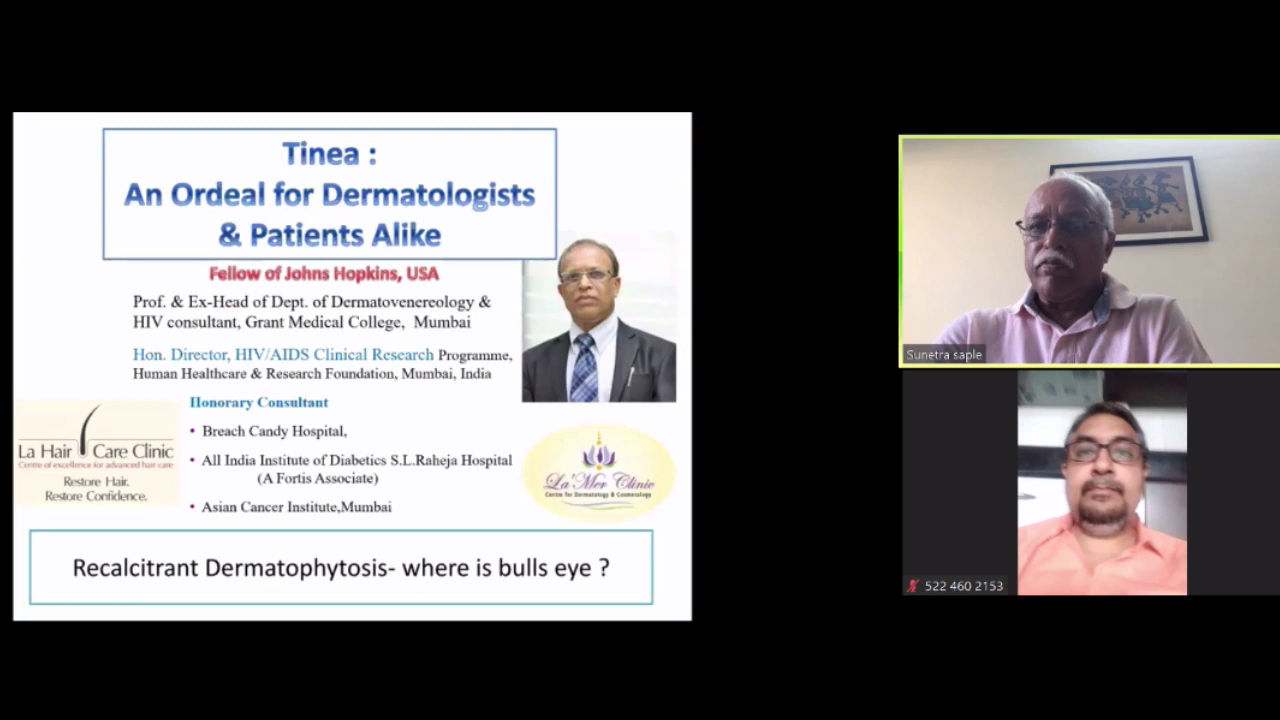 Tinea :
An Ordeal for Dermatologists
& Patients Alike
Fellow of Johns Hopkins, USA
Prof. & Ex-Head of Dept. of Dermatovenereology &
HIV consultant, Grant Medical College, Mumbai
Hon. Director, HIV/AIDS Clinical Research Programme,
Human Healthcare & Research Foundation, Mumbai, India
Honorary Consultant
• Breach Candy Hospital,
• All India Institute of Diabetics S.L.Raheja Hospital
(A Fortis Associate)
• Asian Cancer Institute,Mumbai
La Hair Care Clinic
Centre of excellence for advanced hair care
Restore Hair.
Restore Confidence.
La'Mer Clinic
Centre for Dermatology & Cosmetology
Recalcitrant Dermatophytosis- where is bulls eye ?
Sunetra saple
522 460 2153